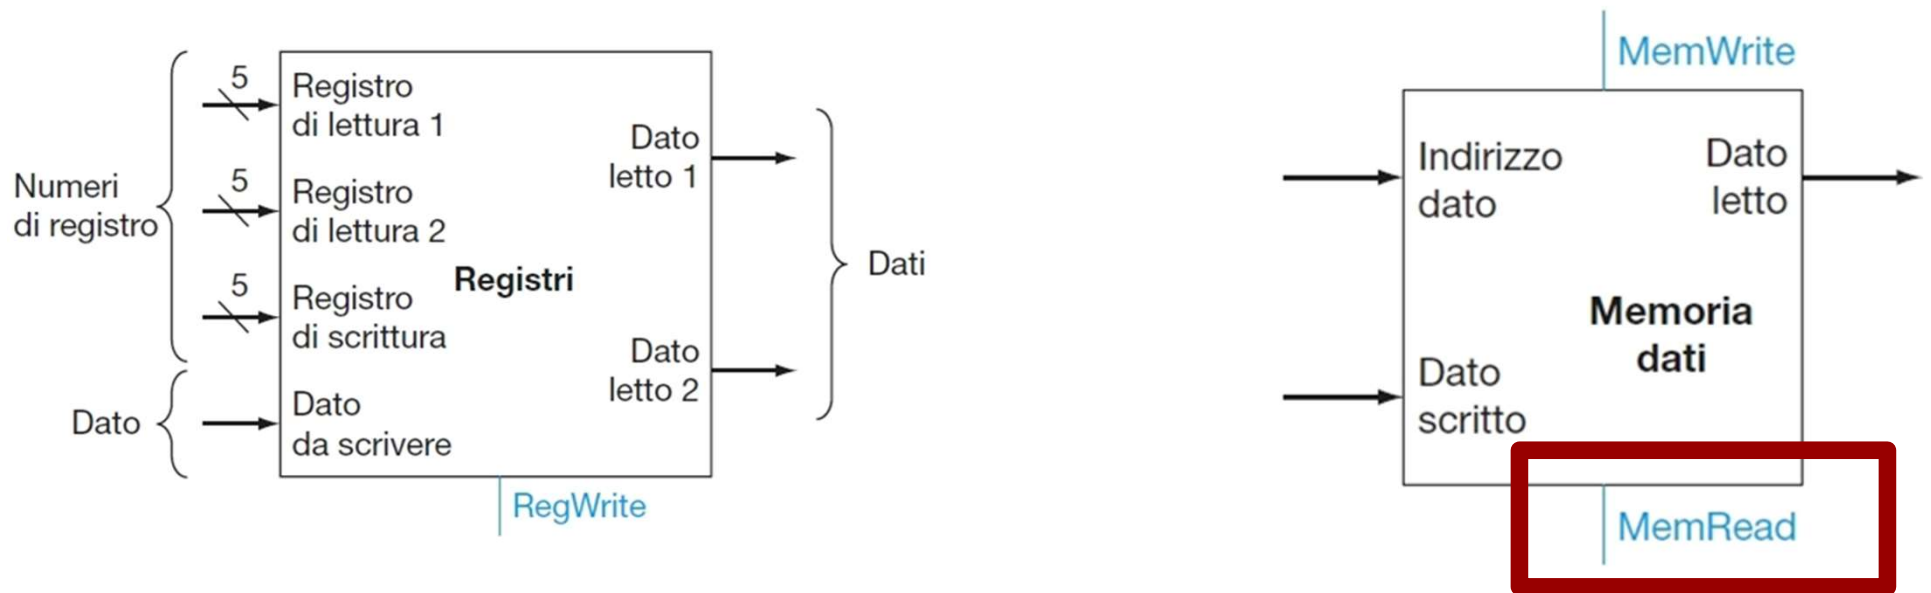 Numeri
di registro
Dato
5
Registro
di lettura 1
5
Registro
di lettura 2
5
Registro
di scrittura
Dato
da scrivere
Registri
Dato
letto 1
Dato
letto 2
RegWrite
Dati
MemWrite
Indirizzo
dato
Dato
letto
Memoria
dati
Dato
scritto
MemRead